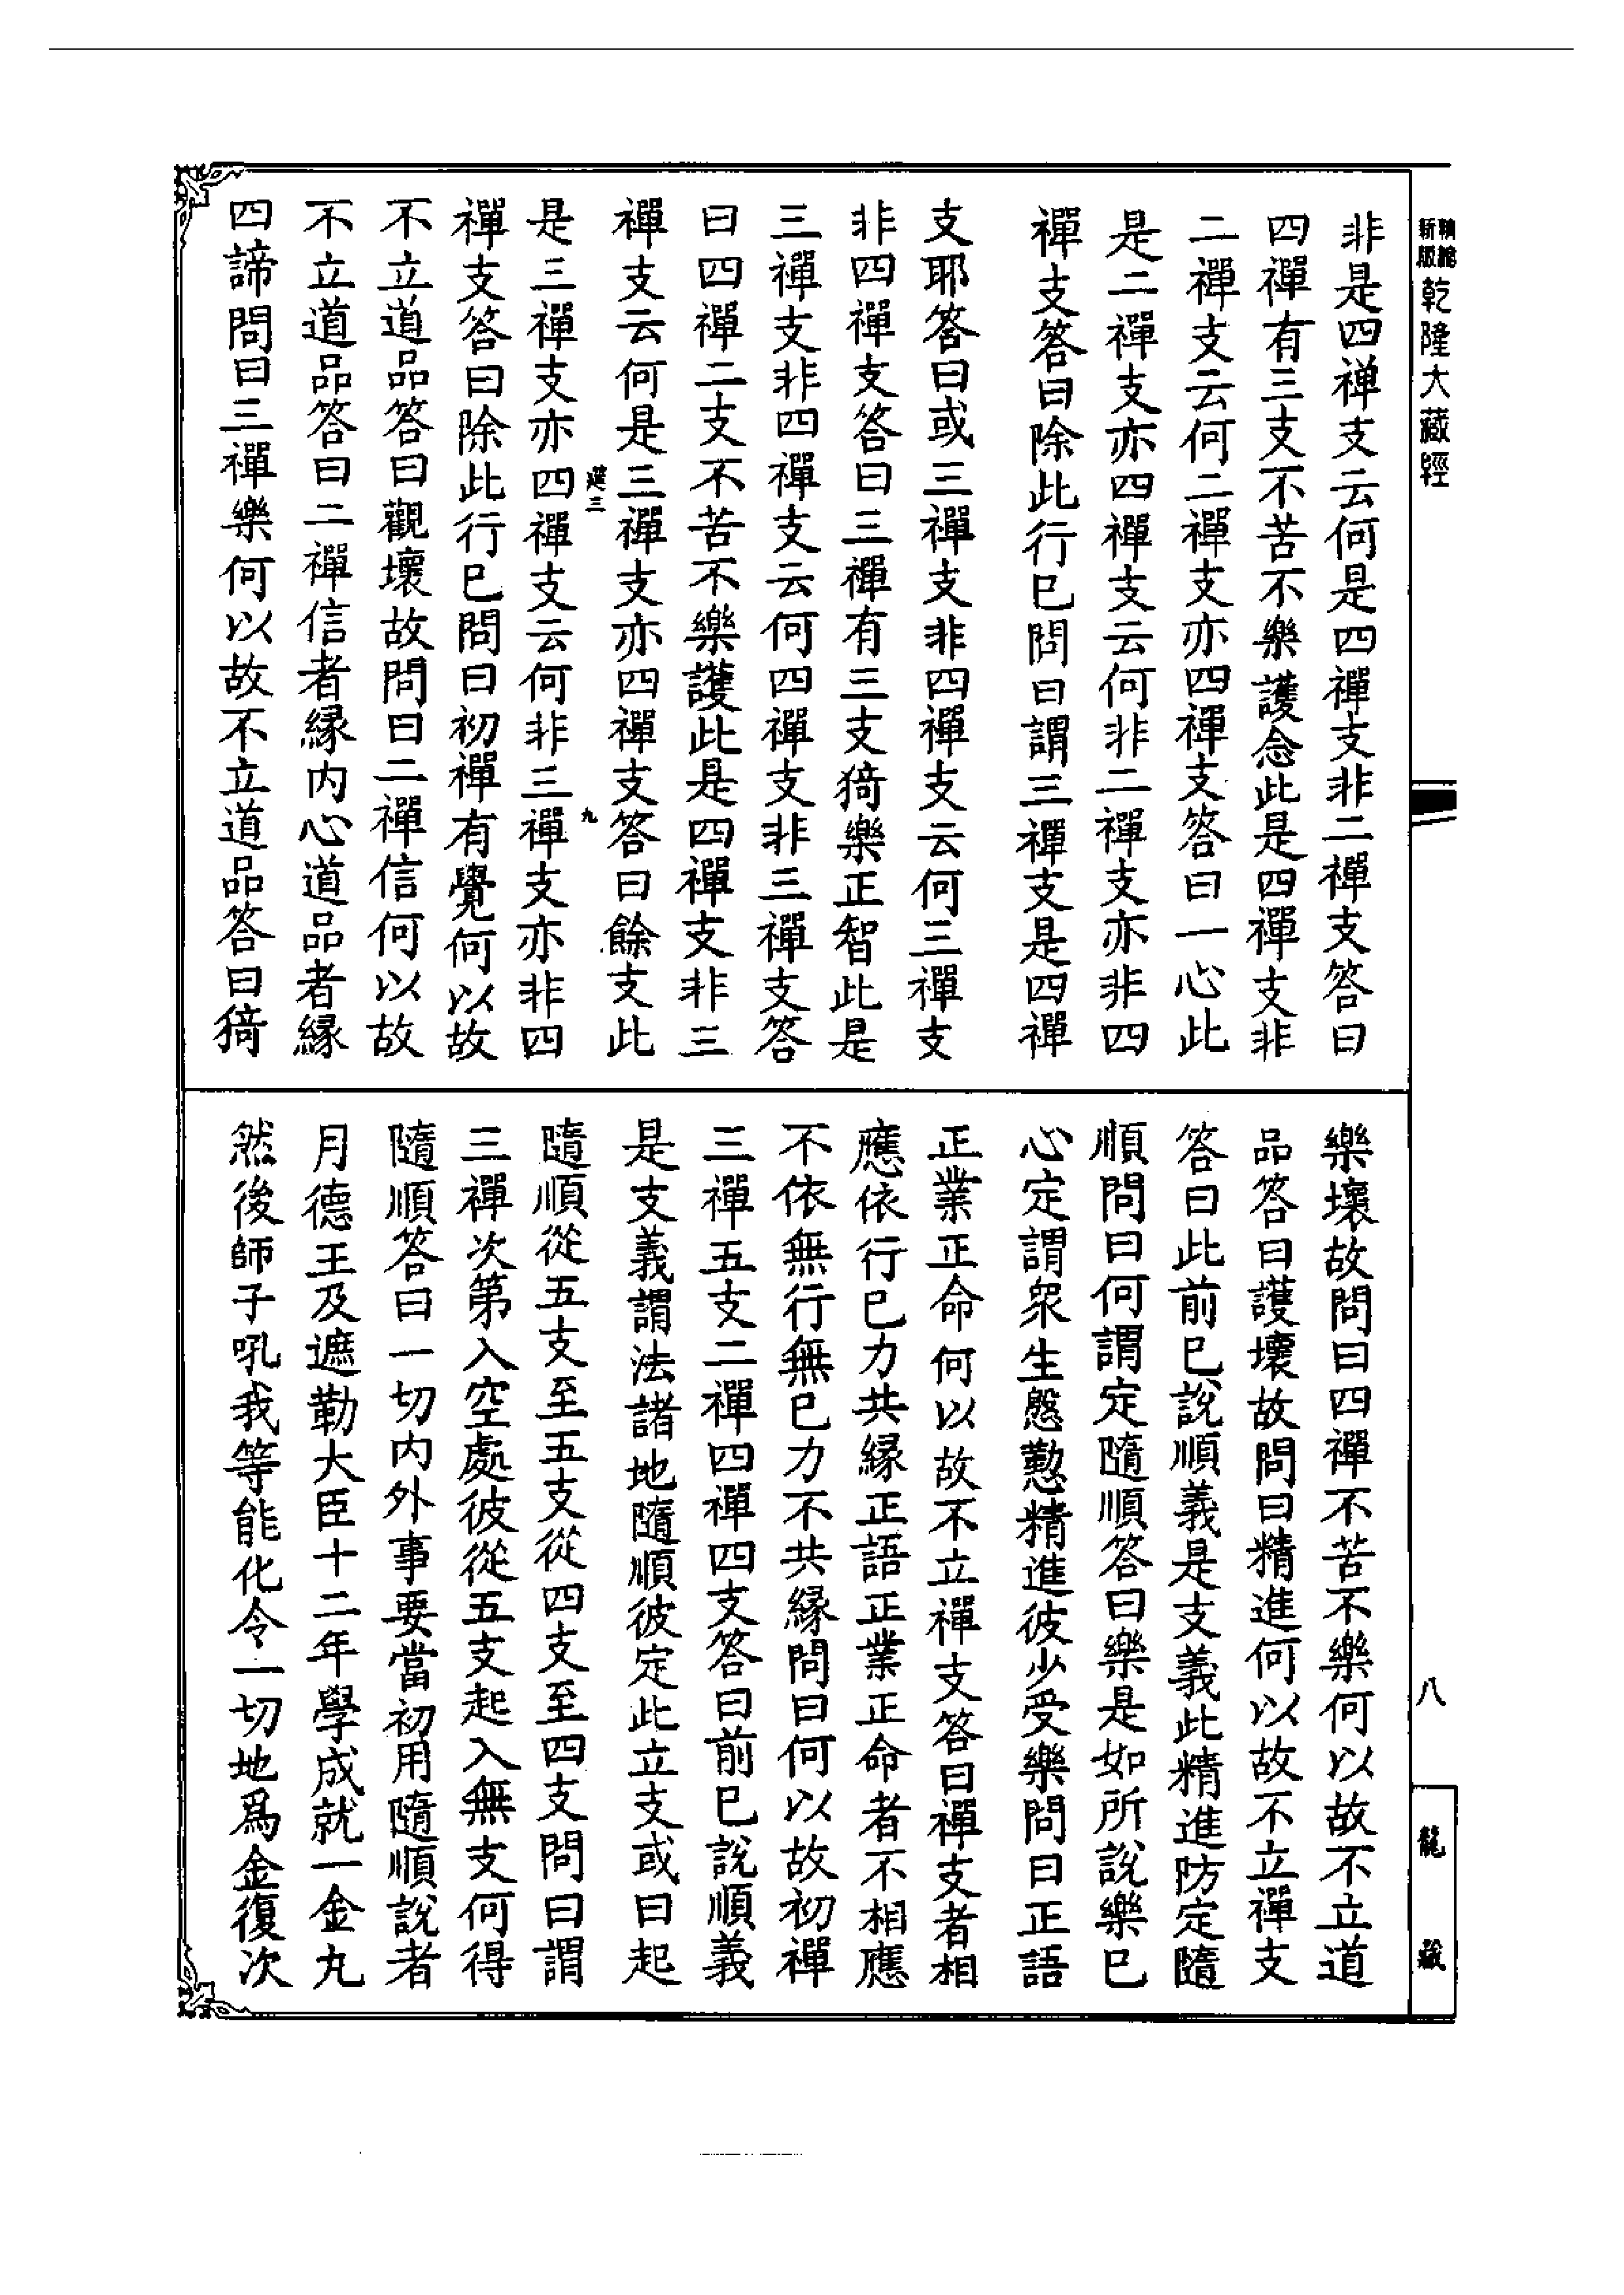 新版精縮乾隆大藏經
八
龍藏
非是四禅支云何是四禪支非二禪支答曰
四禪有三支不苦不樂護念此是四禪支非
二禪支云何二禪支亦四禪支答曰一心此
是二禪支亦四禪支云何非二禪支亦非四
禪支答曰除此行已問曰謂三禪支是四禪
支耶答曰或三禪支非四禪支云何三禪支
非四禪支答曰三禪有三支猗樂正智此是
三禪支非四禪支云何四禪支非三禪支答
曰四禪二支不苦不樂護此是四禪支非三
禪支云何是三禪支亦四禪支答曰餘支此
是三禪支亦四禪支云何非三禪支亦非四
禪支答曰除此行已問曰初禪有覺何以故
不立道品答曰觀壞故問曰二禪信何以故
不立道品答曰二禪信者緣内心道品者緣
四諦問曰三禪樂何以故不立道品答曰猗
三
九
樂壞故問曰四禪不苦不樂何以故不立道
品答曰護壞故問曰精進何以故不立禪支
答曰此前已說順義是支義此精進防定隨
順問曰何謂定隨順答曰樂是如所說樂已
心定謂衆生慇懃精進彼少受樂問曰正語
正業正命何以故不立禪支答曰禪支者相
應依行已力共緣正語正業正命者不相應
不依無行無已力不共緣問曰何以故初禪
三禪五支二禪四禪四支答曰前已說順義
是支義謂法諸地隨順彼定此立支或曰起
隨順從五支至五支從四支至四支問曰謂
三禪次第入空處彼從五支起入無支何得
隨順答曰一切内外事要當初用隨順說者
月德王及遮勒大臣十二年學成就一金丸
然後師子吼我等能化令一切地爲金復次